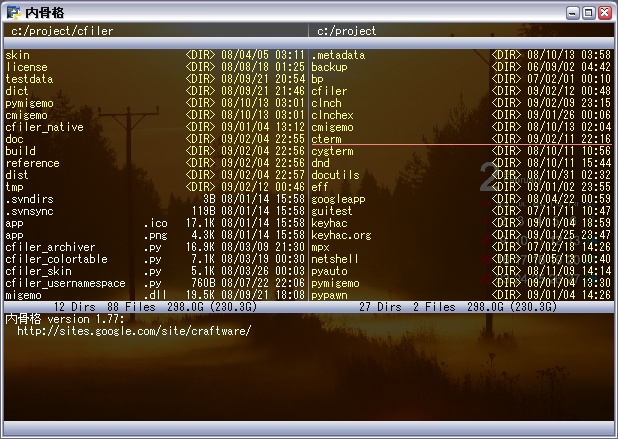 内骨格
c:/project/cfiler
c:/project
skin <DIR> 08/04/05 03:11
license <DIR> 08/08/18 01:25
testdata <DIR> 08/09/21 20:54
dict <DIR> 08/09/21 21:46
pymigemo <DIR> 08/10/13 03:01
cmigemo <DIR> 08/10/13 03:01
cfiler_native <DIR> 09/01/04 13:12
doc <DIR> 09/02/04 22:55
build <DIR> 09/02/04 22:56
reference <DIR> 09/02/04 22:56
dist <DIR> 09/02/04 22:57
tmp <DIR> 09/02/12 00:46
.svndirs 3B 08/01/14 15:58
.svnsync 119B 08/01/14 15:58
app .ico 17.1K 08/01/14 15:58
app .png 4.3K 08/01/14 15:58
cfiler_archiver .py 16.9K 08/03/09 21:30
cfiler_colortable .py 7.1K 08/03/19 00:30
cfiler_skin .py 5.1K 08/03/26 00:03
cfiler_usernamespace .py 760B 08/07/22 22:06
migemo .dll 19.5K 08/09/21 18:08
.metadata <DIR> 08/10/13 03:58
backup <DIR> 06/09/02 04:42
bp <DIR> 07/02/01 00:10
cfiler <DIR> 09/02/12 00:48
clnch <DIR> 09/02/09 23:15
clnchex <DIR> 09/01/26 00:06
cmigemo <DIR> 08/10/13 02:04
cterm <DIR> 08/02/11 22:16
cygterm <DIR> 08/10/11 10:56
dnd <DIR> 08/10/11 15:44
docutils <DIR> 08/10/31 02:32
eff <DIR> 09/01/02 23:55
googleapp <DIR> 08/04/22 00:59
guitest <DIR> 07/11/11 10:47
keyhac <DIR> 09/01/04 18:59
keyhac.org <DIR> 09/01/25 23:47
mpx <DIR> 07/02/18 14:26
netshell <DIR> 07/05/13 00:40
pyauto <DIR> 08/11/09 14:14
pymigemo <DIR> 09/01/04 13:30
pypawn <DIR> 09/01/04 14:26
12 Dirs 88 Files 298.0G (230.3G)
27 Dirs 2 Files 298.0G (230.3G)
内骨格 version 1.77:
http://sites.google.com/site/craftware/